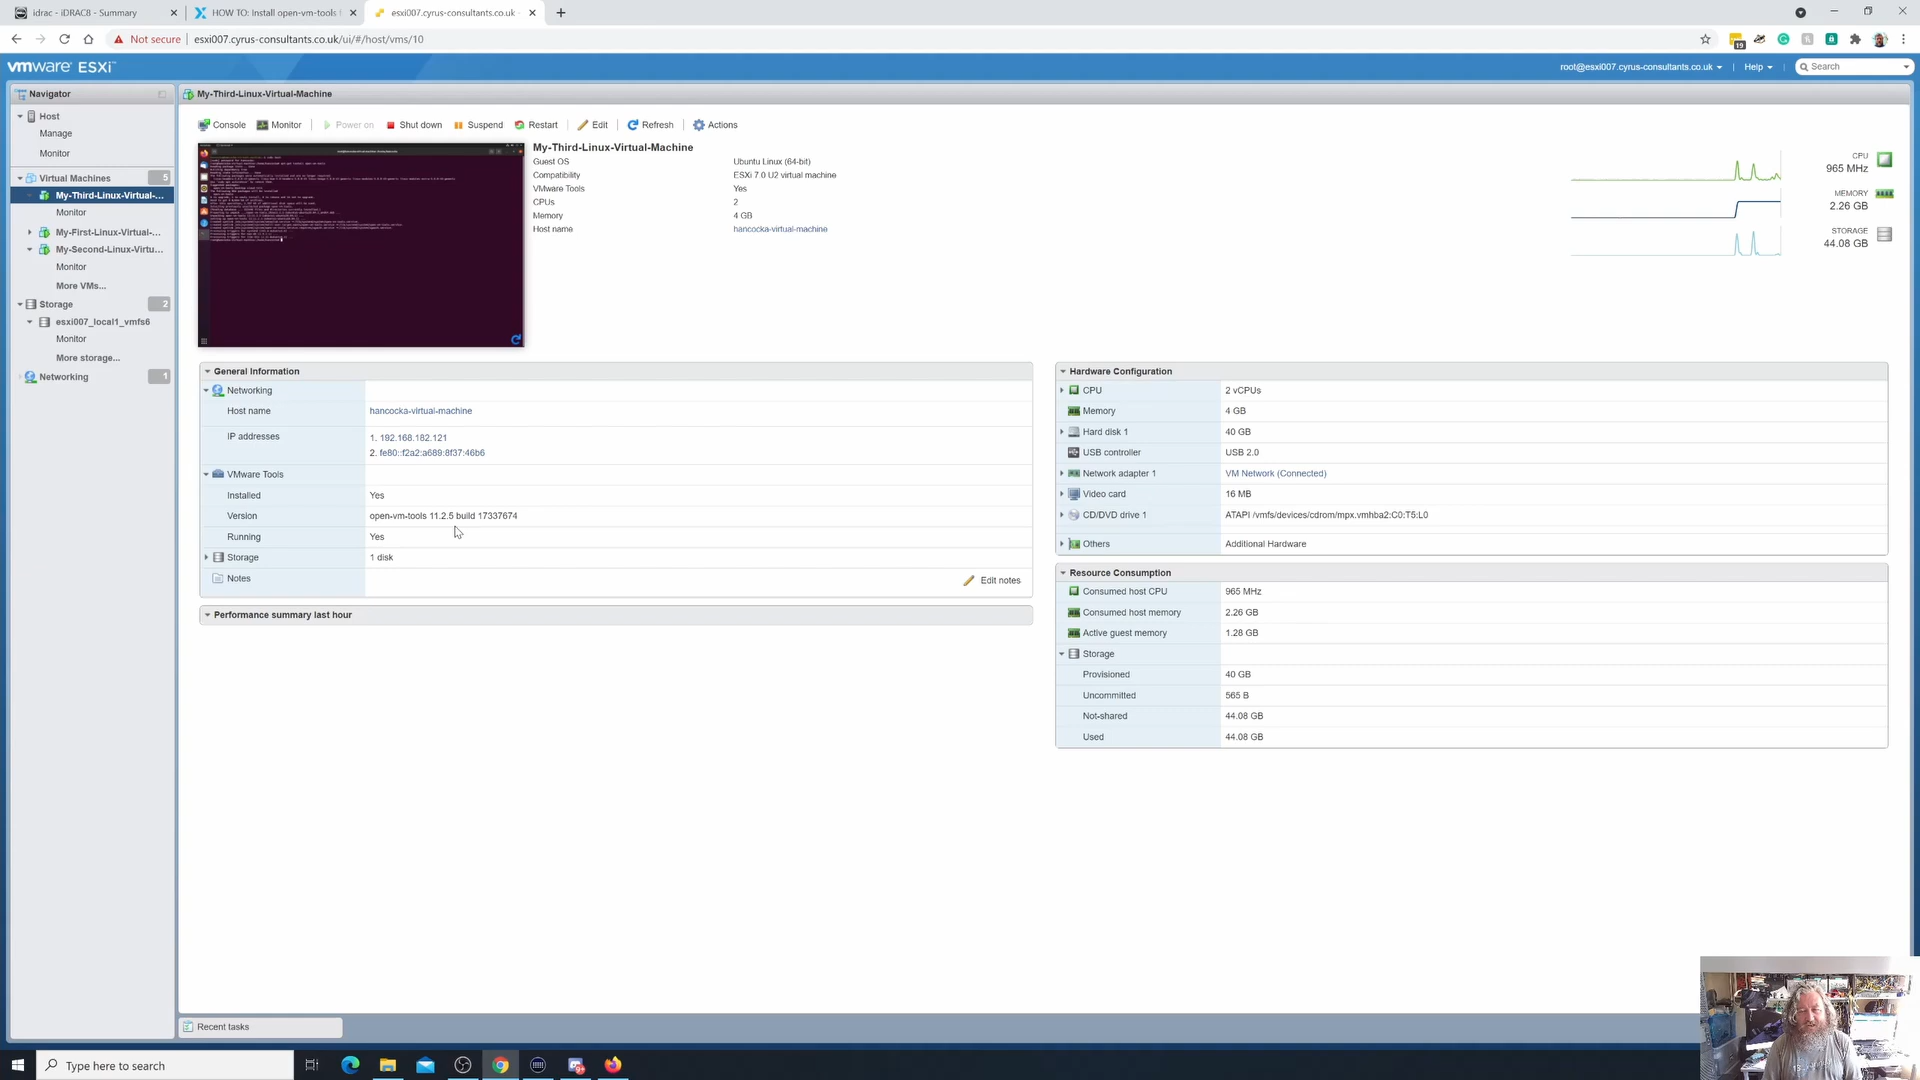 idrac - iDRAC8 - Summary
HOW TO: Install open-vm-tools
esxi007.cyrus-consultants.co.uk
Not secure
esxi007.cyrus-consultants.co.uk/ui/#/host/vms/10
19
vmware ESXi
root@esxi007.cyrus-consultants.co.uk
Help
Search
Navigator
Host
Manage
Monitor
Virtual Machines
5
My-Third-Linux-Virtual-...
Monitor
My-First-Linux-Virtual-...
My-Second-Linux-Virtu...
Monitor
More VMs...
Storage
2
esxi007_local1_vmfs6
Monitor
More storage...
Networking
1
My-Third-Linux-Virtual-Machine
Console
Monitor
Power on
Shut down
Suspend
Restart
Edit
Refresh
Actions
My-Third-Linux-Virtual-Machine
Guest OS
Ubuntu Linux (64-bit)
Compatibility
ESXi 7.0 U2 virtual machine
VMware Tools
Yes
CPUs
2
Memory
4 GB
Host name
hancocka-virtual-machine
CPU
965 MHz
MEMORY
2.26 GB
STORAGE
44.08 GB
General Information
Networking
Host name
hancocka-virtual-machine
IP addresses
1. 192.168.182.121
2. fe80::f2a2:a689:8f37:46b6
VMware Tools
Installed
Yes
Version
open-vm-tools 11.2.5 build 17337674
Running
Yes
Storage
1 disk
Notes
Edit notes
Performance summary last hour
Hardware Configuration
CPU
2 vCPUs
Memory
4 GB
Hard disk 1
40 GB
USB controller
USB 2.0
Network adapter 1
VM Network (Connected)
Video card
16 MB
CD/DVD drive 1
ATAPI /vmfs/devices/cdrom/mpx.vmhba2:C0:T5:L0
Others
Additional Hardware
Resource Consumption
Consumed host CPU
965 MHz
Consumed host memory
2.26 GB
Active guest memory
1.28 GB
Storage
Provisioned
40 GB
Uncommitted
565 B
Not-shared
44.08 GB
Used
44.08 GB
Recent tasks
Type here to search